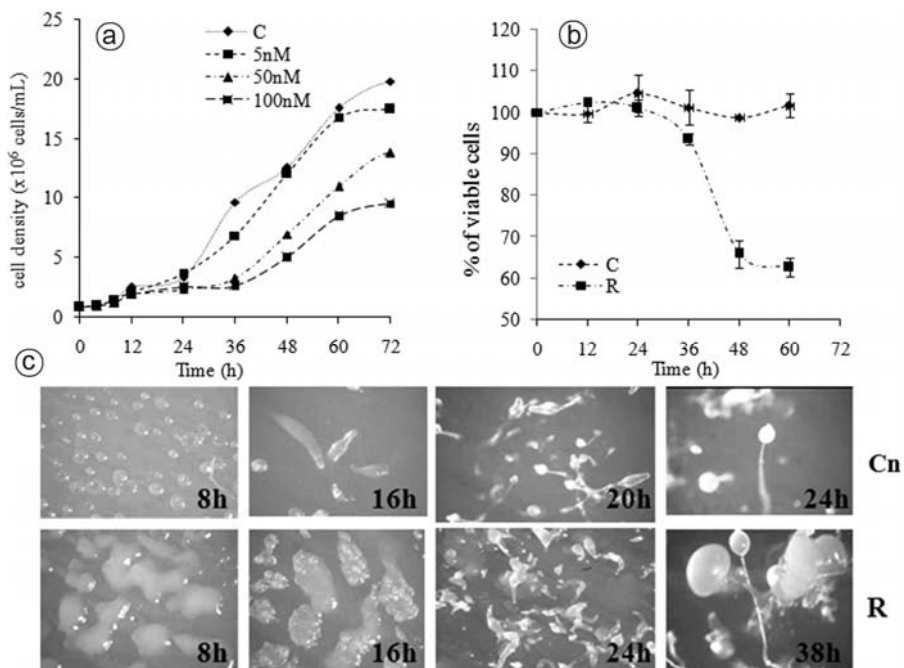 a
C
5nM
50nM
100nM
cell density (x10⁶ cells/mL)
25
20
15
10
5
0
0 12 24 36 48 60 72
Time (h)
b
% of viable cells
120
110
100
90
80
70
60
50
C
R
0 12 24 36 48 60 72
Time (h)
c
8h 16h 20h 24h Cn
8h 16h 24h 38h R